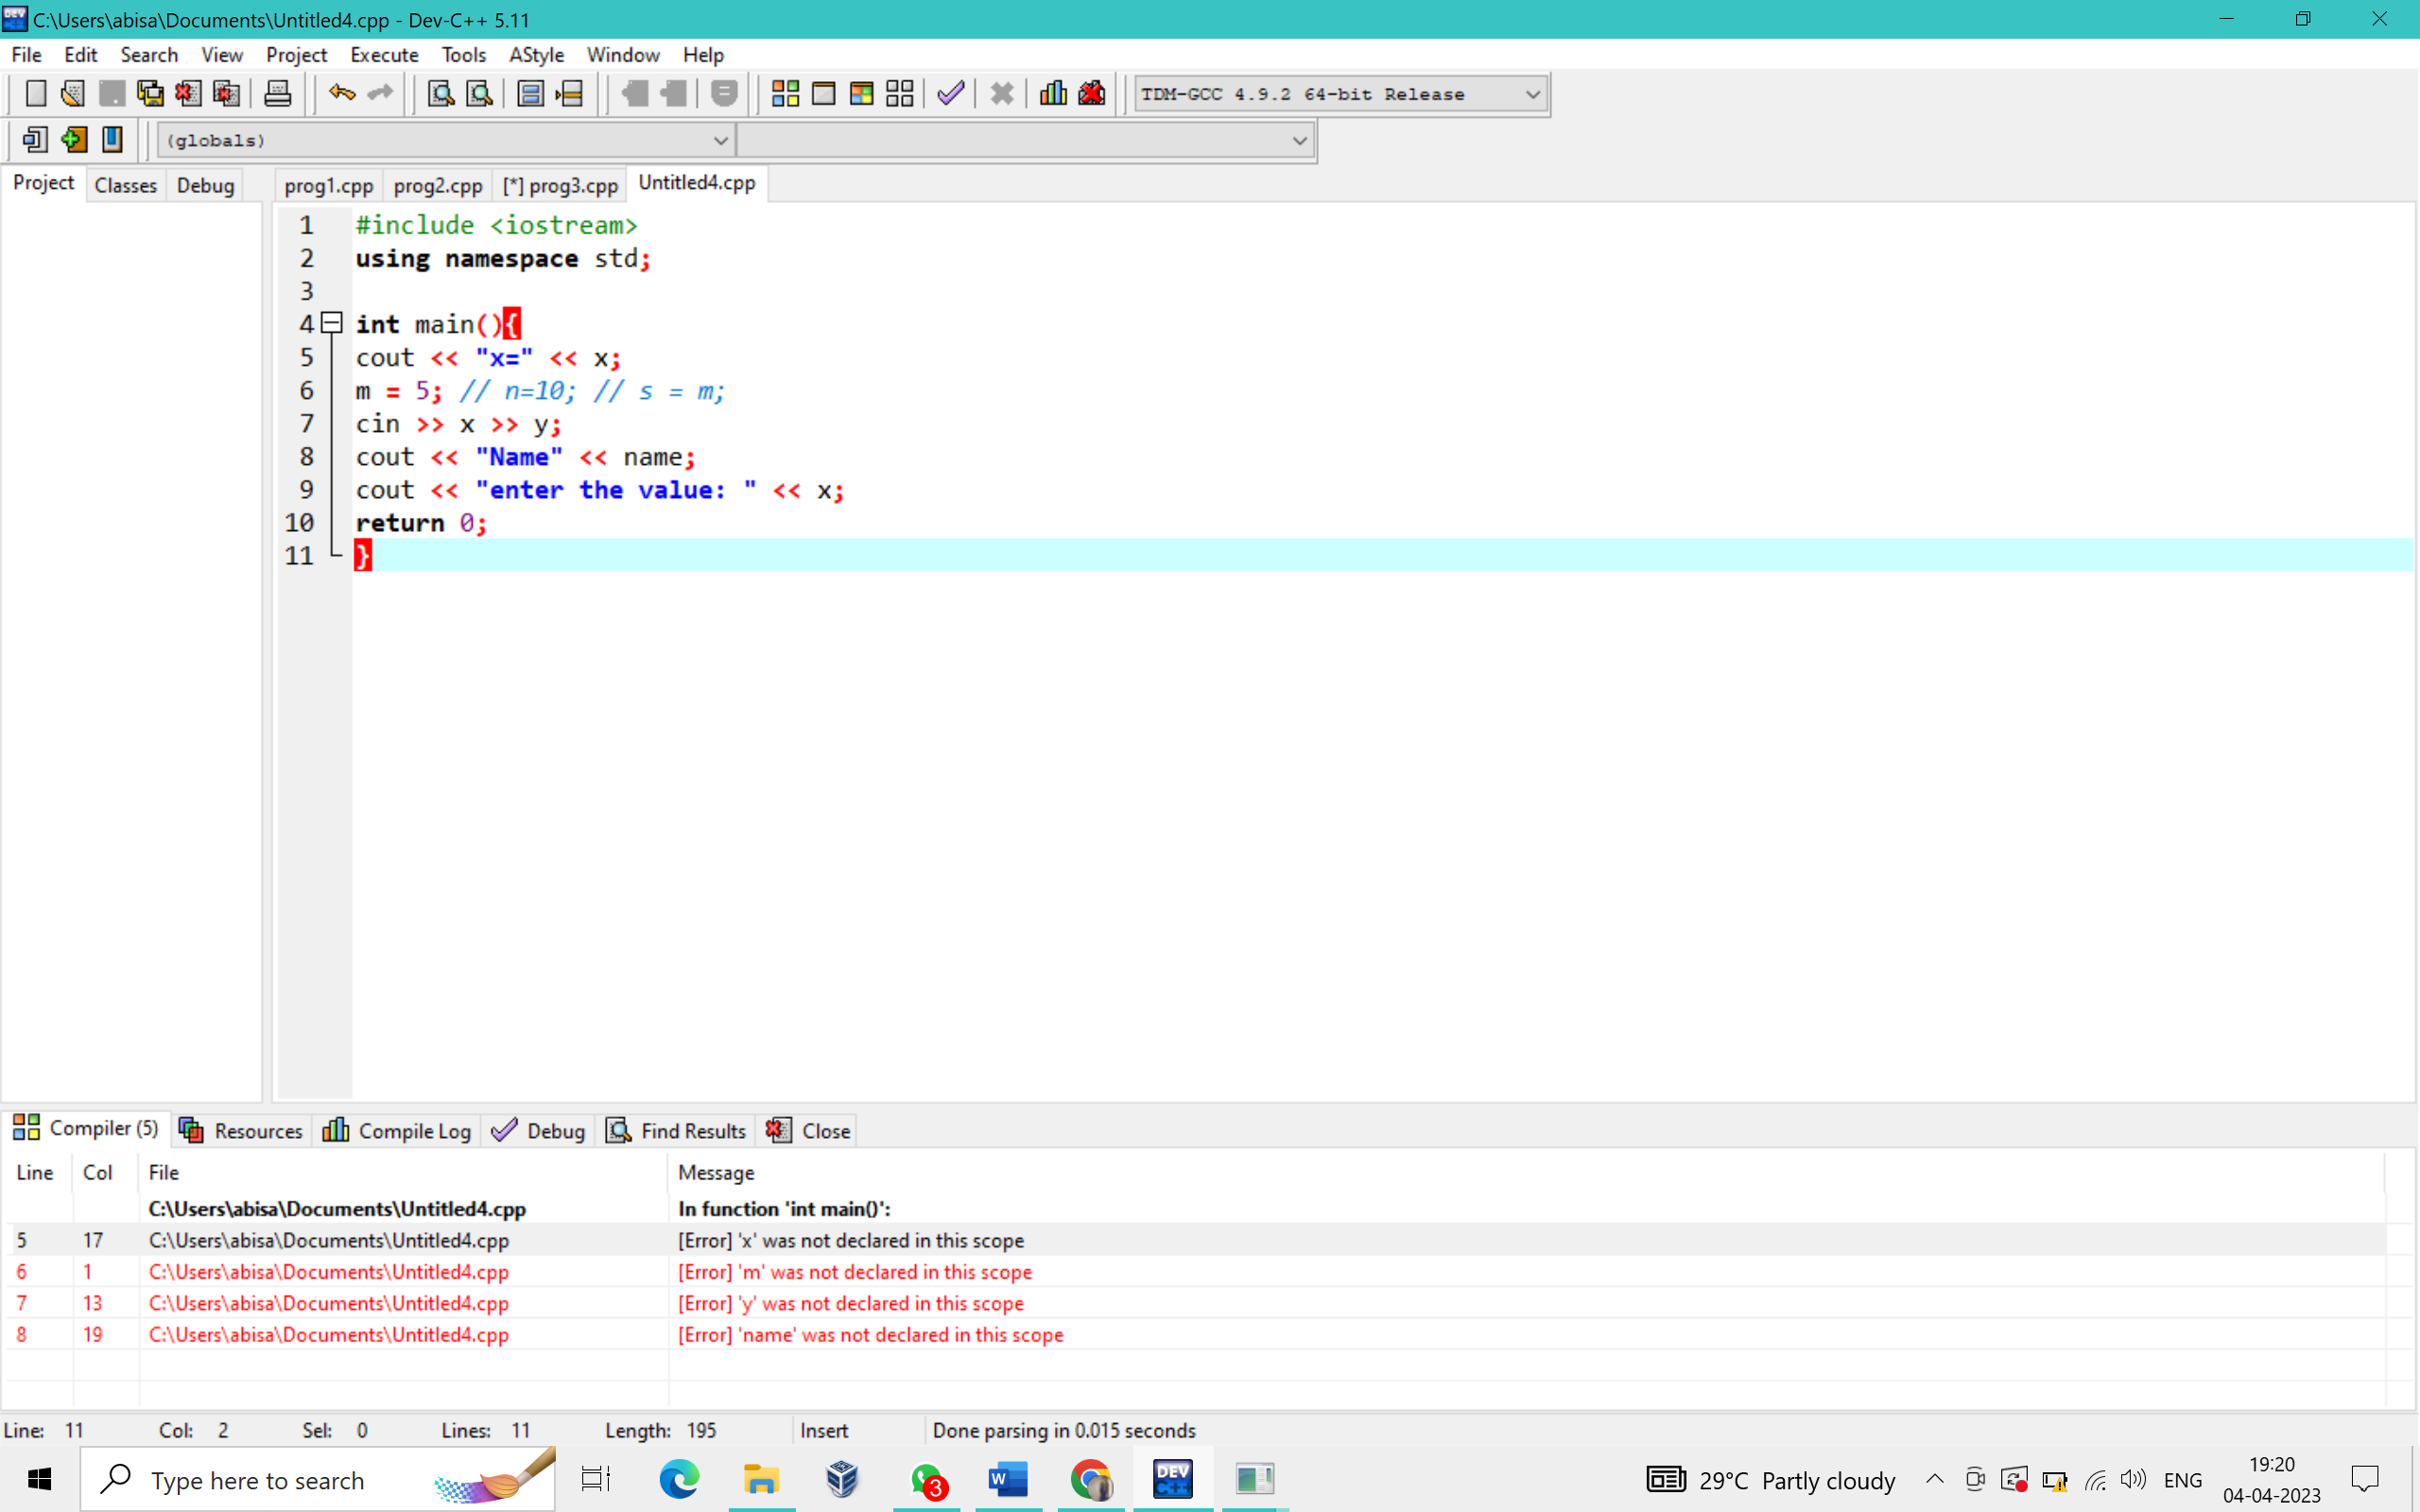 C:\Users\abisa\Documents\Untitled4.cpp - Dev-C++ 5.11
File Edit Search View Project Execute Tools AStyle Window Help
TDM-GCC 4.9.2 64-bit Release
(globals)
Project Classes Debug prog1.cpp prog2.cpp [*] prog3.cpp Untitled4.cpp
1 #include <iostream>
2 using namespace std;
3
4 int main(){
5 cout << "x=" << x;
6 m = 5; // n=10; // s = m;
7 cin >> x >> y;
8 cout << "Name" << name;
9 cout << "enter the value: " << x;
10 return 0;
11 }
Compiler (5) Resources Compile Log Debug Find Results Close
Line Col File Message
C:\Users\abisa\Documents\Untitled4.cpp In function 'int main()':
5 17 C:\Users\abisa\Documents\Untitled4.cpp [Error] 'x' was not declared in this scope
6 1 C:\Users\abisa\Documents\Untitled4.cpp [Error] 'm' was not declared in this scope
7 13 C:\Users\abisa\Documents\Untitled4.cpp [Error] 'y' was not declared in this scope
8 19 C:\Users\abisa\Documents\Untitled4.cpp [Error] 'name' was not declared in this scope
Line: 11 Col: 2 Sel: 0 Lines: 11 Length: 195 Insert Done parsing in 0.015 seconds
Type here to search 3 W DEV C++ 29°C Partly cloudy ENG 19:20
04-04-2023